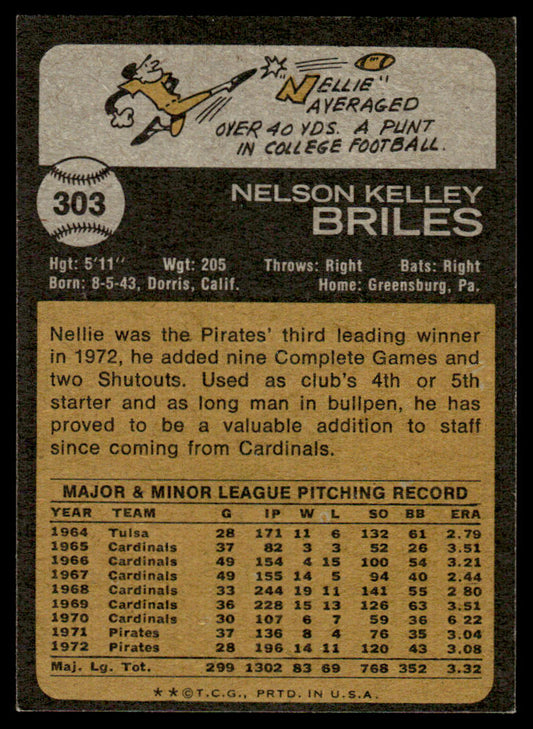 "NELLIE"
AVERAGED
OVER 40 YDS. A PUNT
IN COLLEGE FOOTBALL.
303
NELSON KELLEY
BRILES
Hgt: 5'11" Wgt: 205 Throws: Right Bats: Right
Born: 8-5-43, Dorris, Calif. Home: Greensburg, Pa.
Nellie was the Pirates' third leading winner
in 1972, he added nine Complete Games and
two Shutouts. Used as club's 4th or 5th
starter and as long man in bullpen, he has
proved to be a valuable addition to staff
since coming from Cardinals.
MAJOR & MINOR LEAGUE PITCHING RECORD
YEAR TEAM G IP W L SO BB ERA
1964 Tulsa 28 171 11 6 132 61 2.79
1965 Cardinals 37 82 3 3 52 26 3.51
1966 Cardinals 49 154 4 15 100 54 3.21
1967 Cardinals 49 155 14 5 94 40 2.44
1968 Cardinals 33 244 19 11 141 55 2 80
1969 Cardinals 36 228 15 13 126 63 3.51
1970 Cardinals 30 107 6 7 59 36 6 22
1971 Pirates 37 136 8 4 76 35 3.04
1972 Pirates 28 196 14 11 120 43 3.08
Maj. Lg. Tot. 299 1302 83 69 768 352 3.32
**©T.C.G., PRTD. IN U.S.A.